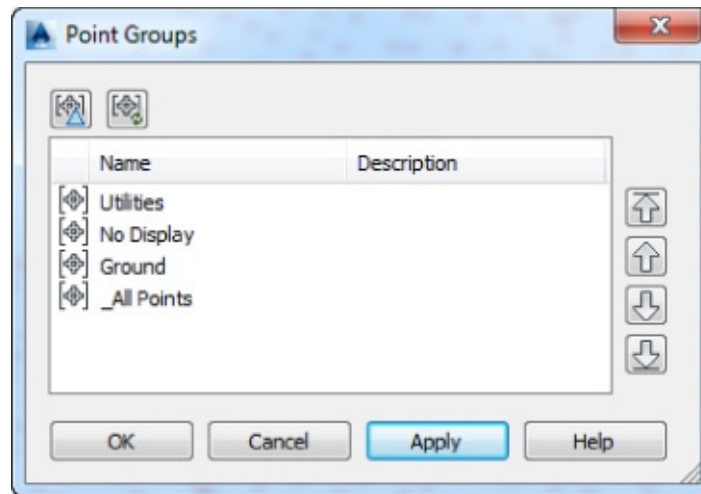 Point Groups
Name Description
Utilities
No Display
Ground
_All Points
OK Cancel Apply Help